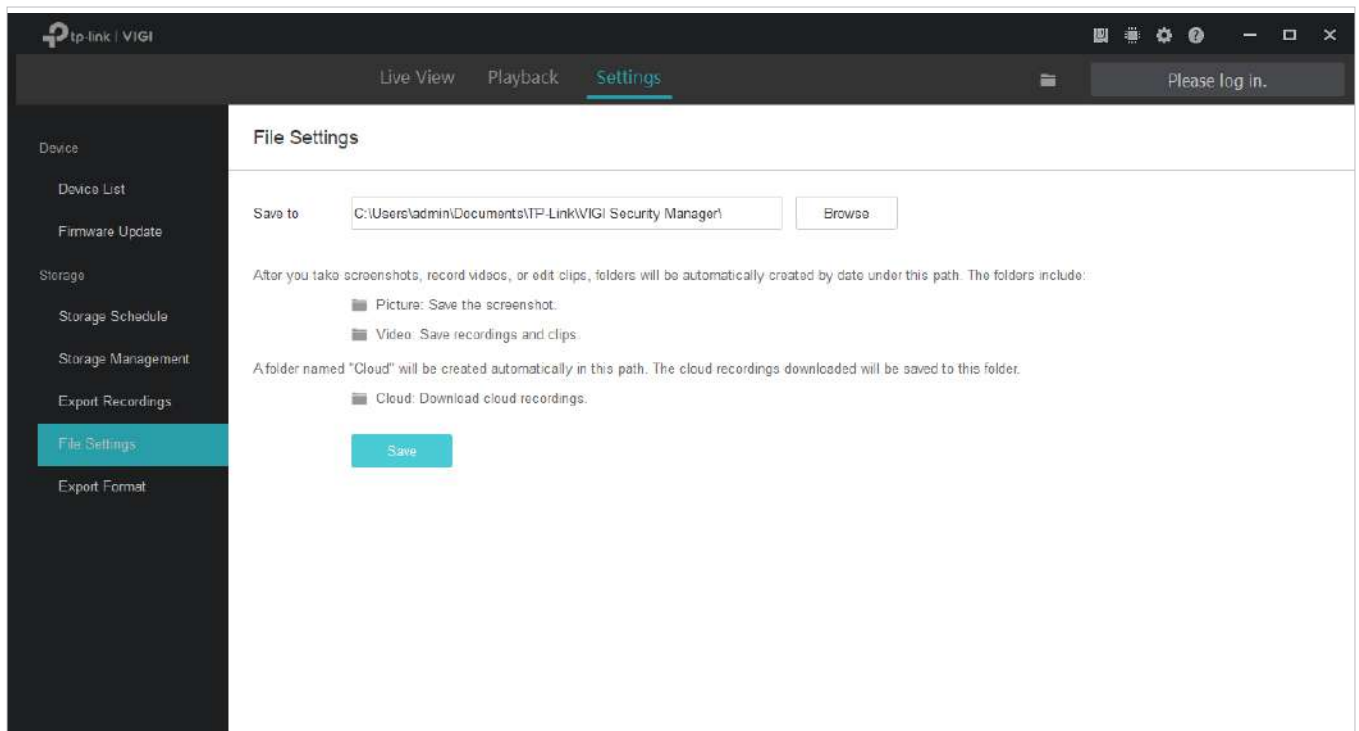 tp-link | VIGI
Live View Playback Settings Please log in.
Device
Device List
Firmware Update
Storage
Storage Schedule
Storage Management
Export Recordings
File Settings
Export Format
File Settings
Save to C:\Users\admin\Documents\TP-Link\VIGI Security Manager\ Browse
After you take screenshots, record videos, or edit clips, folders will be automatically created by date under this path. The folders include:
Picture: Save the screenshot.
Video: Save recordings and clips.
A folder named "Cloud" will be created automatically in this path. The cloud recordings downloaded will be saved to this folder.
Cloud: Download cloud recordings.
Save